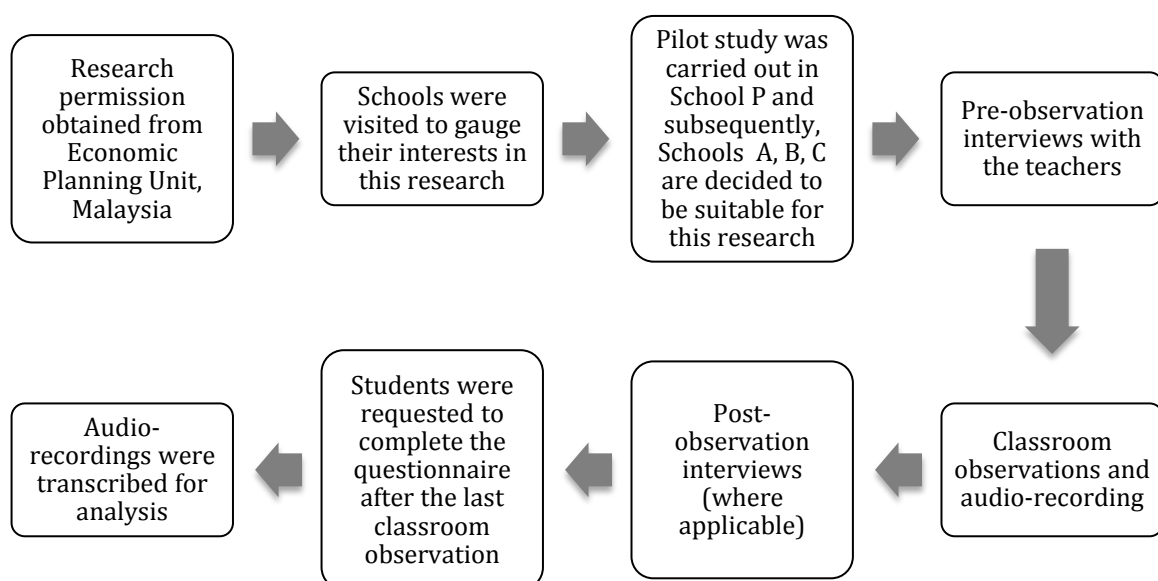 Research
permission
obtained from
Economic
Planning Unit,
Malaysia
Schools were
visited to gauge
their interests in
this research
Pilot study was
carried out in
School P and
subsequently,
Schools A, B, C
are decided to
be suitable for
this research
Pre-observation
interviews with
the teachers
Classroom
observations and
audio-recording
Post-
observation
interviews
(where
applicable)
Students were
requested to
complete the
questionnaire
after the last
classroom
observation
Audio-
recordings were
transcribed for
analysis